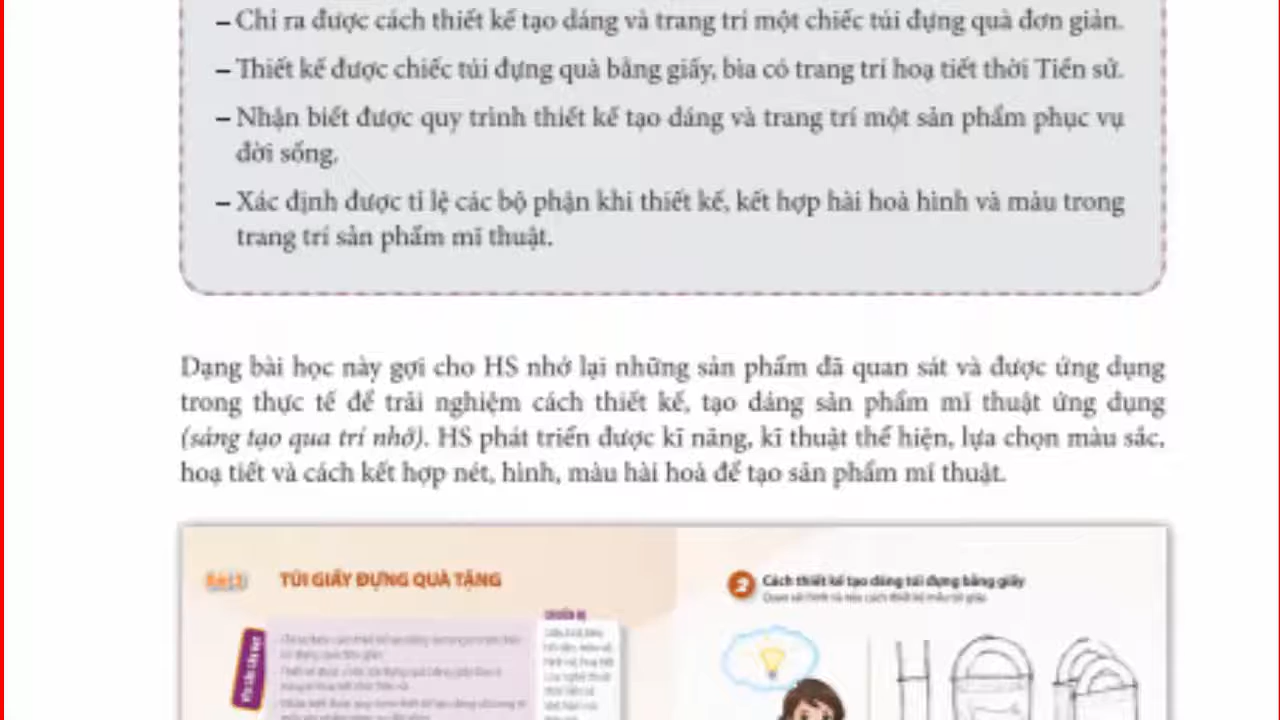 – Chỉ ra được cách thiết kế tạo dáng và trang trí một chiếc túi đựng quà đơn giản.
– Thiết kế được chiếc túi đựng quà bằng giấy, bìa có trang trí hoạ tiết thời Tiền sử.
– Nhận biết được quy trình thiết kế tạo dáng và trang trí một sản phẩm phục vụ
đời sống.
– Xác định được tỉ lệ các bộ phận khi thiết kế, kết hợp hài hoà hình và màu trong
trang trí sản phẩm mĩ thuật.
Dạng bài học này gợi cho HS nhớ lại những sản phẩm đã quan sát và được ứng dụng
trong thực tế để trải nghiệm cách thiết kế, tạo dáng sản phẩm mĩ thuật ứng dụng
(sáng tạo qua trí nhớ). HS phát triển được kĩ năng, kĩ thuật thể hiện, lựa chọn màu sắc,
hoạ tiết và cách kết hợp nét, hình, màu hài hoà để tạo sản phẩm mĩ thuật.
TÚI GIẤY ĐỰNG QUÀ TẶNG
2 Cách thiết kế tạo dáng túi đựng bằng giấy